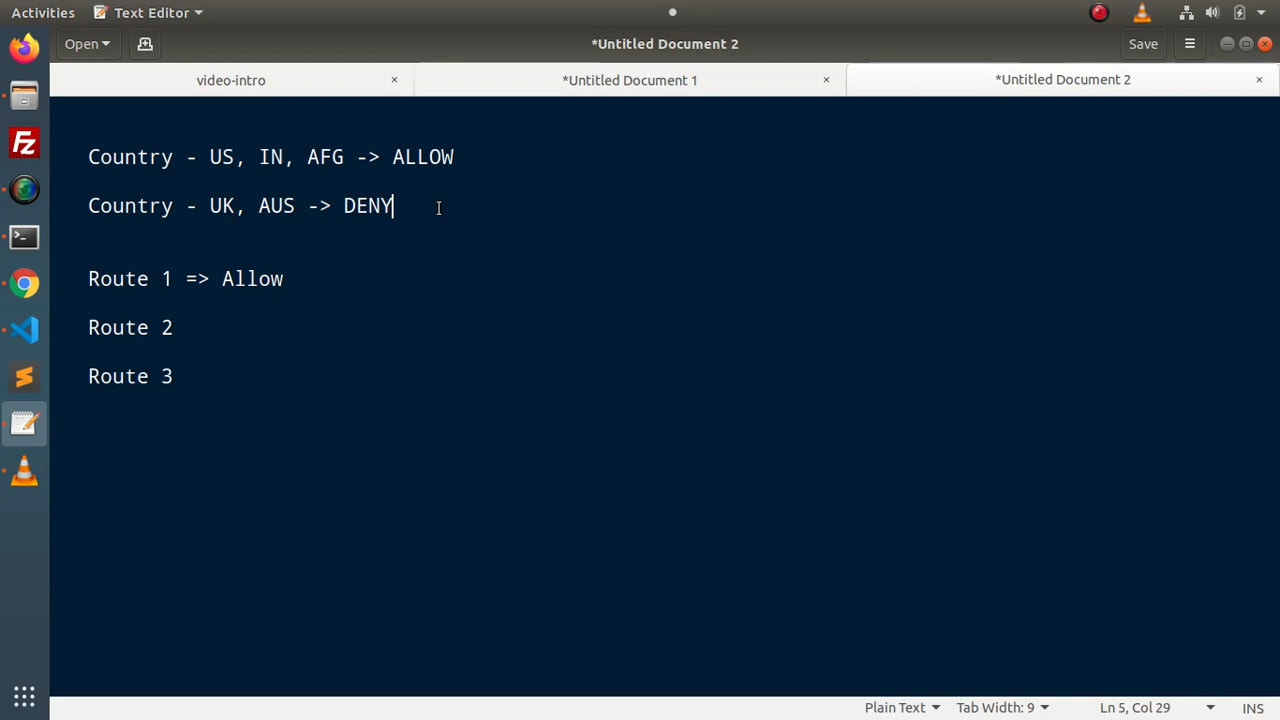 Activities Text Editor
Open *Untitled Document 2 Save
video-intro *Untitled Document 1 *Untitled Document 2
Country - US, IN, AFG -> ALLOW
Country - UK, AUS -> DENY
Route 1 => Allow
Route 2
Route 3
Plain Text Tab Width: 9 Ln 5, Col 29 INS